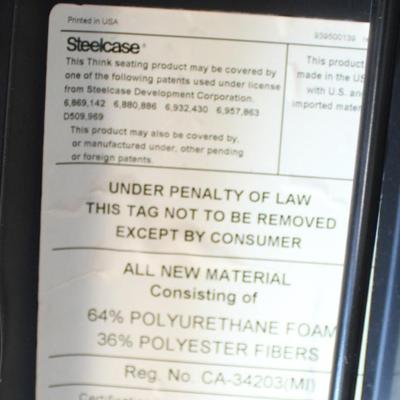 Printed in USA
939500139
Steelcase®
This Think seating product may be covered by
one of the following patents used under license
from Steelcase Development Corporation.
6,869,142 6,880,886 6,932,430 6,957,863
D509,969
This product may also be covered by,
or manufactured under, other pending
or foreign patents.
This product
made in the US
with U.S. and
imported mater
UNDER PENALTY OF LAW
THIS TAG NOT TO BE REMOVED
EXCEPT BY CONSUMER
ALL NEW MATERIAL
Consisting of
64% POLYURETHANE FOAM
36% POLYESTER FIBERS
Reg. No. CA-34203(MI)